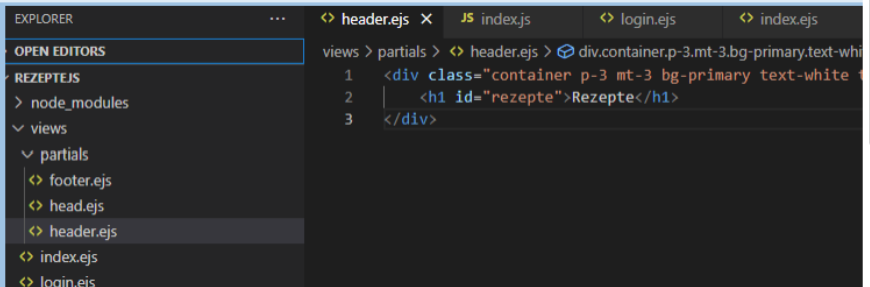 EXPLORER ...
OPEN EDITORS
REZEPTEJS
node_modules
views
partials
footer.ejs
head.ejs
header.ejs
index.ejs
login.ejs
header.ejs JS index.js login.ejs index.ejs
views > partials > header.ejs > div.container.p-3.mt-3.bg-primary.text-whi
1 <div class="container p-3 mt-3 bg-primary text-white t
2 <h1 id="rezepte">Rezepte</h1>
3 </div>